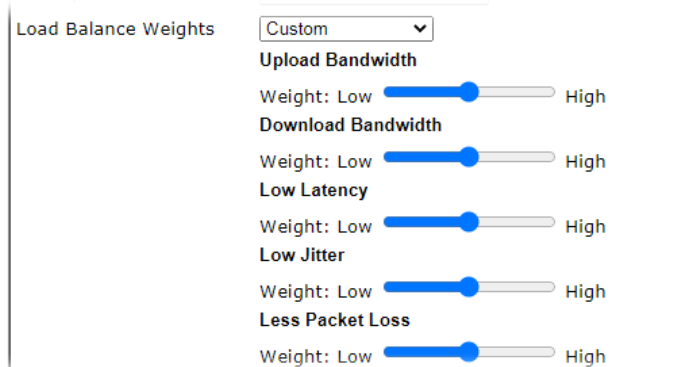 Load Balance Weights Custom
Upload Bandwidth
Weight: Low High
Download Bandwidth
Weight: Low High
Low Latency
Weight: Low High
Low Jitter
Weight: Low High
Less Packet Loss
Weight: Low High